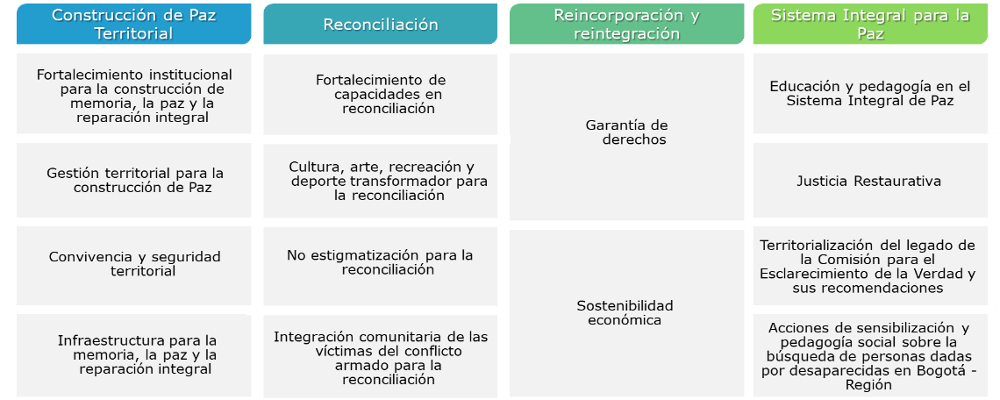 Construcción de Paz
Territorial
Fortalecimiento institucional
para la construcción de
memoria, la paz y la
reparación integral
Gestión territorial para la
construcción de Paz
Convivencia y seguridad
territorial
Infraestructura para la
memoria, la paz y la
reparación integral
Reconciliación
Fortalecimiento de
capacidades en
reconciliación
Cultura, arte, recreación y
deporte transformador para
la reconciliación
No estigmatización para la
reconciliación
Integración comunitaria de las
víctimas del conflicto
armado para la
reconciliación
Reincorporación y
reintegración
Garantía de
derechos
Sostenibilidad
económica
Sistema Integral para la
Paz
Educación y pedagogía en el
Sistema Integral de Paz
Justicia Restaurativa
Territorialización del legado de
la Comisión para el
Esclarecimiento de la Verdad y
sus recomendaciones
Acciones de sensibilización y
pedagogía social sobre la
búsqueda de personas dadas
por desaparecidas en Bogotá -
Región